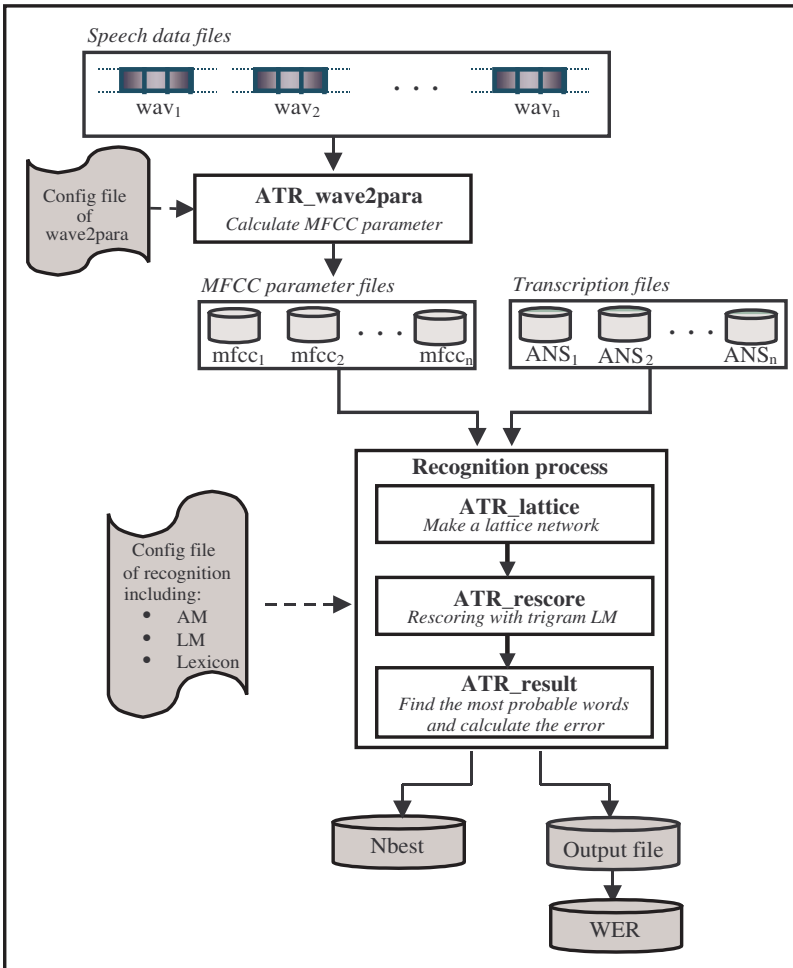 Speech data files
wav1 wav2 . . . wavn
Config file
of
wave2para
ATR_wave2para
Calculate MFCC parameter
MFCC parameter files
mfcc1 mfcc2 . . . mfccn
Transcription files
ANS1 ANS2 . . . ANSn
Recognition process
ATR_lattice
Make a lattice network
Config file
of recognition
including:
• AM
• LM
• Lexicon
ATR_rescore
Rescoring with trigram LM
ATR_result
Find the most probable words
and calculate the error
Nbest
Output file
WER